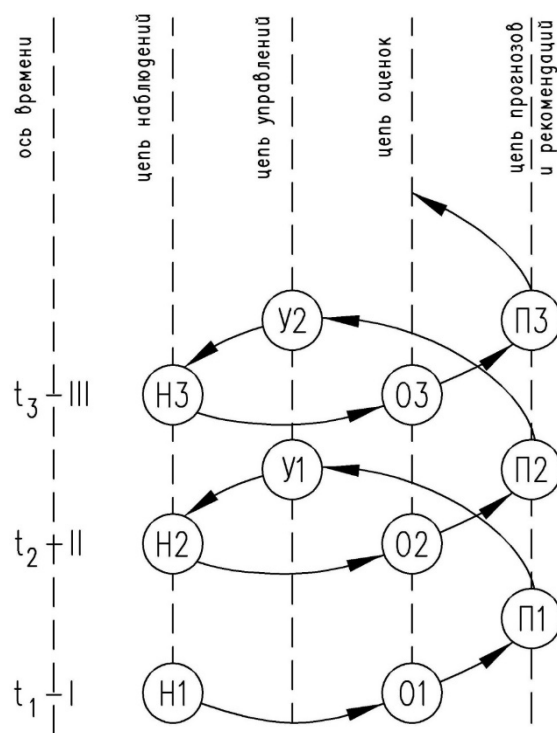 ось времени
цепь наблюдений
цепь управлений
цепь оценок
цепь прогнозов
и рекомендаций
У2
П3
t3 III
Н3
О3
У1
П2
t2 II
Н2
О2
П1
t1 I
Н1
О1